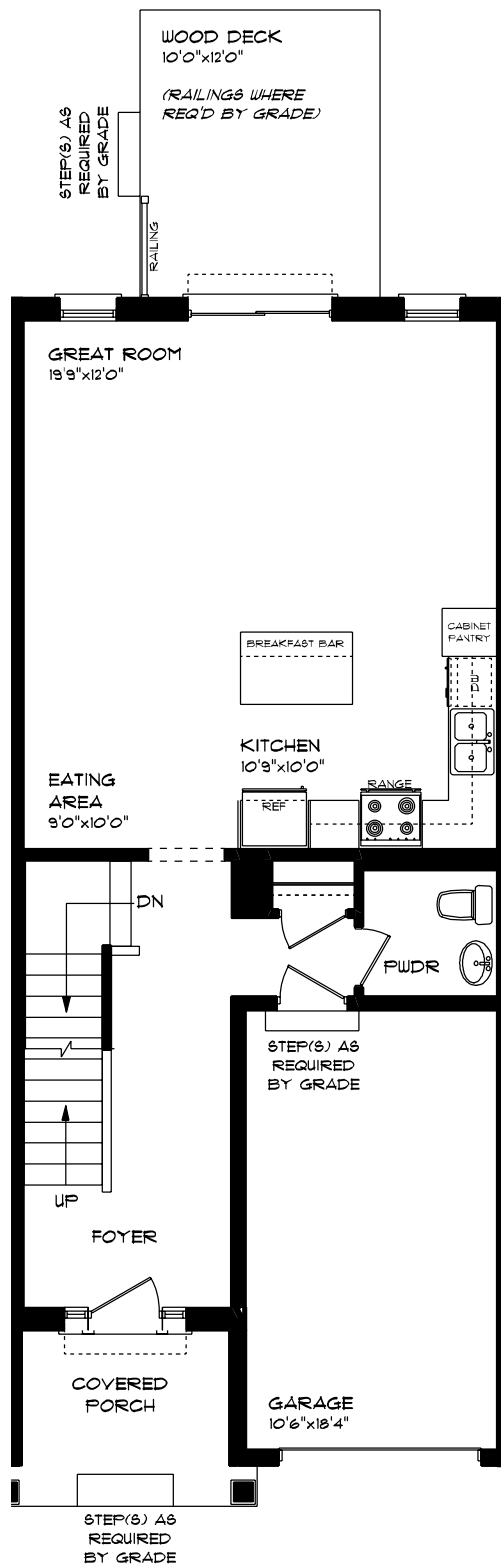 WOOD DECK
10'0"x12'0"
(RAILINGS WHERE
REQ'D BY GRADE)
STEP(S) AS
REQUIRED
BY GRADE
RAILING
GREAT ROOM
19'9"x12'0"
CABINET
PANTRY
BREAKFAST BAR
DW
KITCHEN
10'9"x10'0"
EATING
AREA
9'0"x10'0"
RANGE
REF
DN
PWDR
STEP(S) AS
REQUIRED
BY GRADE
UP
FOYER
COVERED
PORCH
GARAGE
10'6"x18'4"
STEP(S) AS
REQUIRED
BY GRADE